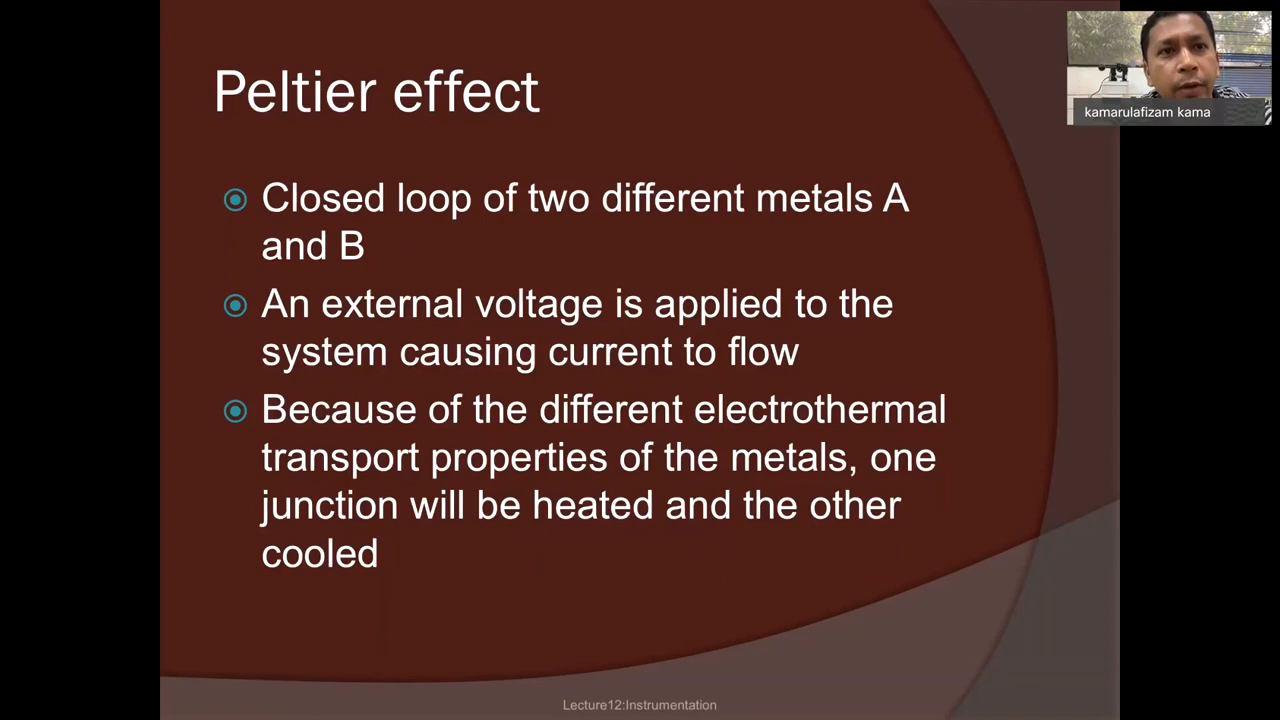 Peltier effect
kamarulafizam kama
Closed loop of two different metals A
and B
An external voltage is applied to the
system causing current to flow
Because of the different electrothermal
transport properties of the metals, one
junction will be heated and the other
cooled
Lecture12:Instrumentation